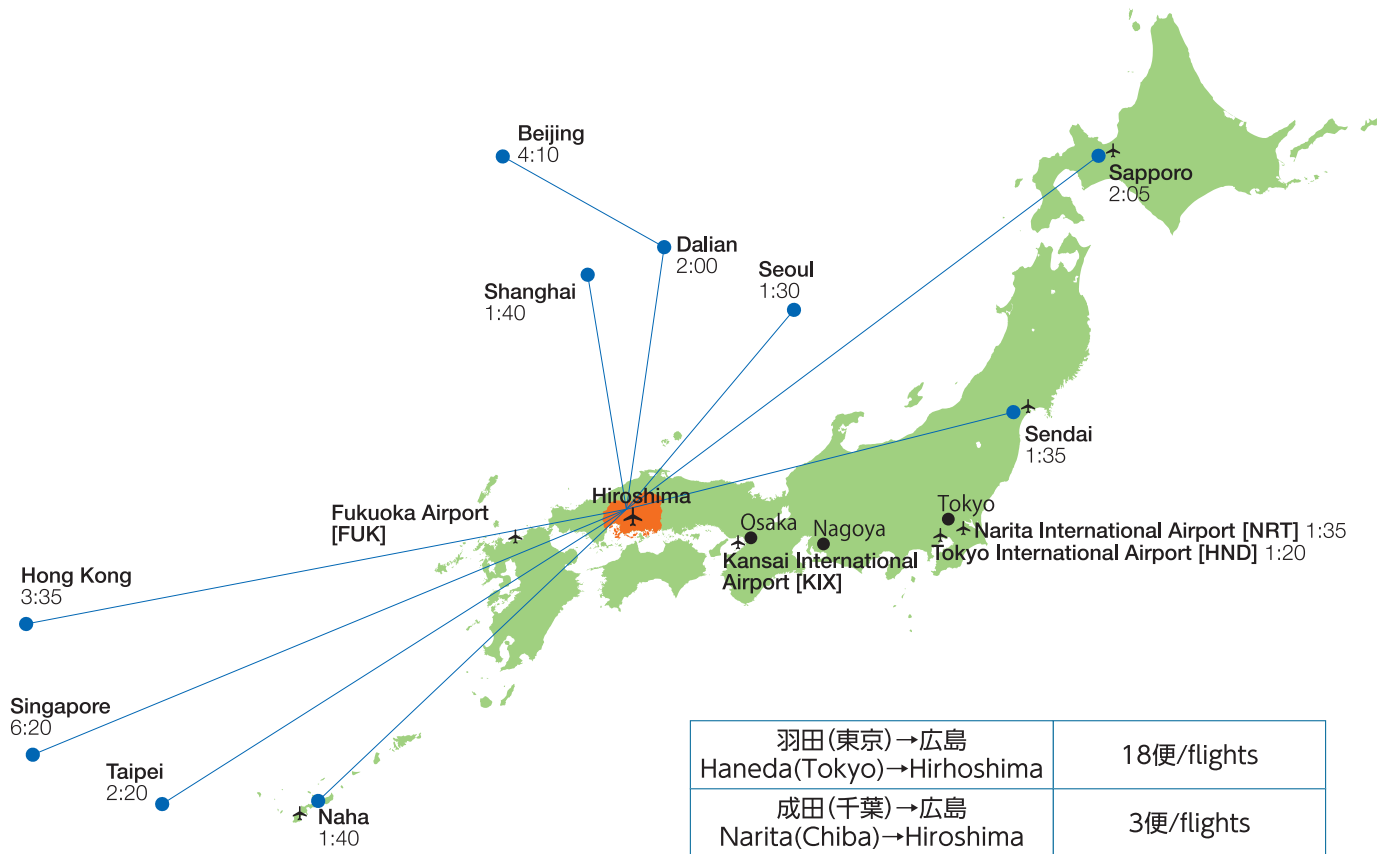 Beijing
4:10
Sapporo
2:05
Dalian
2:00
Seoul
1:30
Shanghai
1:40
Sendai
1:35
Hiroshima
Fukuoka Airport
[FUK]
Tokyo
Osaka
Nagoya
Narita International Airport [NRT] 1:35
Tokyo International Airport [HND] 1:20
Kansai International
Airport [KIX]
Hong Kong
3:35
Singapore
6:20
Taipei
2:20
Naha
1:40
羽田(東京)→広島
Haneda(Tokyo)→Hirhoshima
18便/flights
成田(千葉)→広島
Narita(Chiba)→Hiroshima
3便/flights